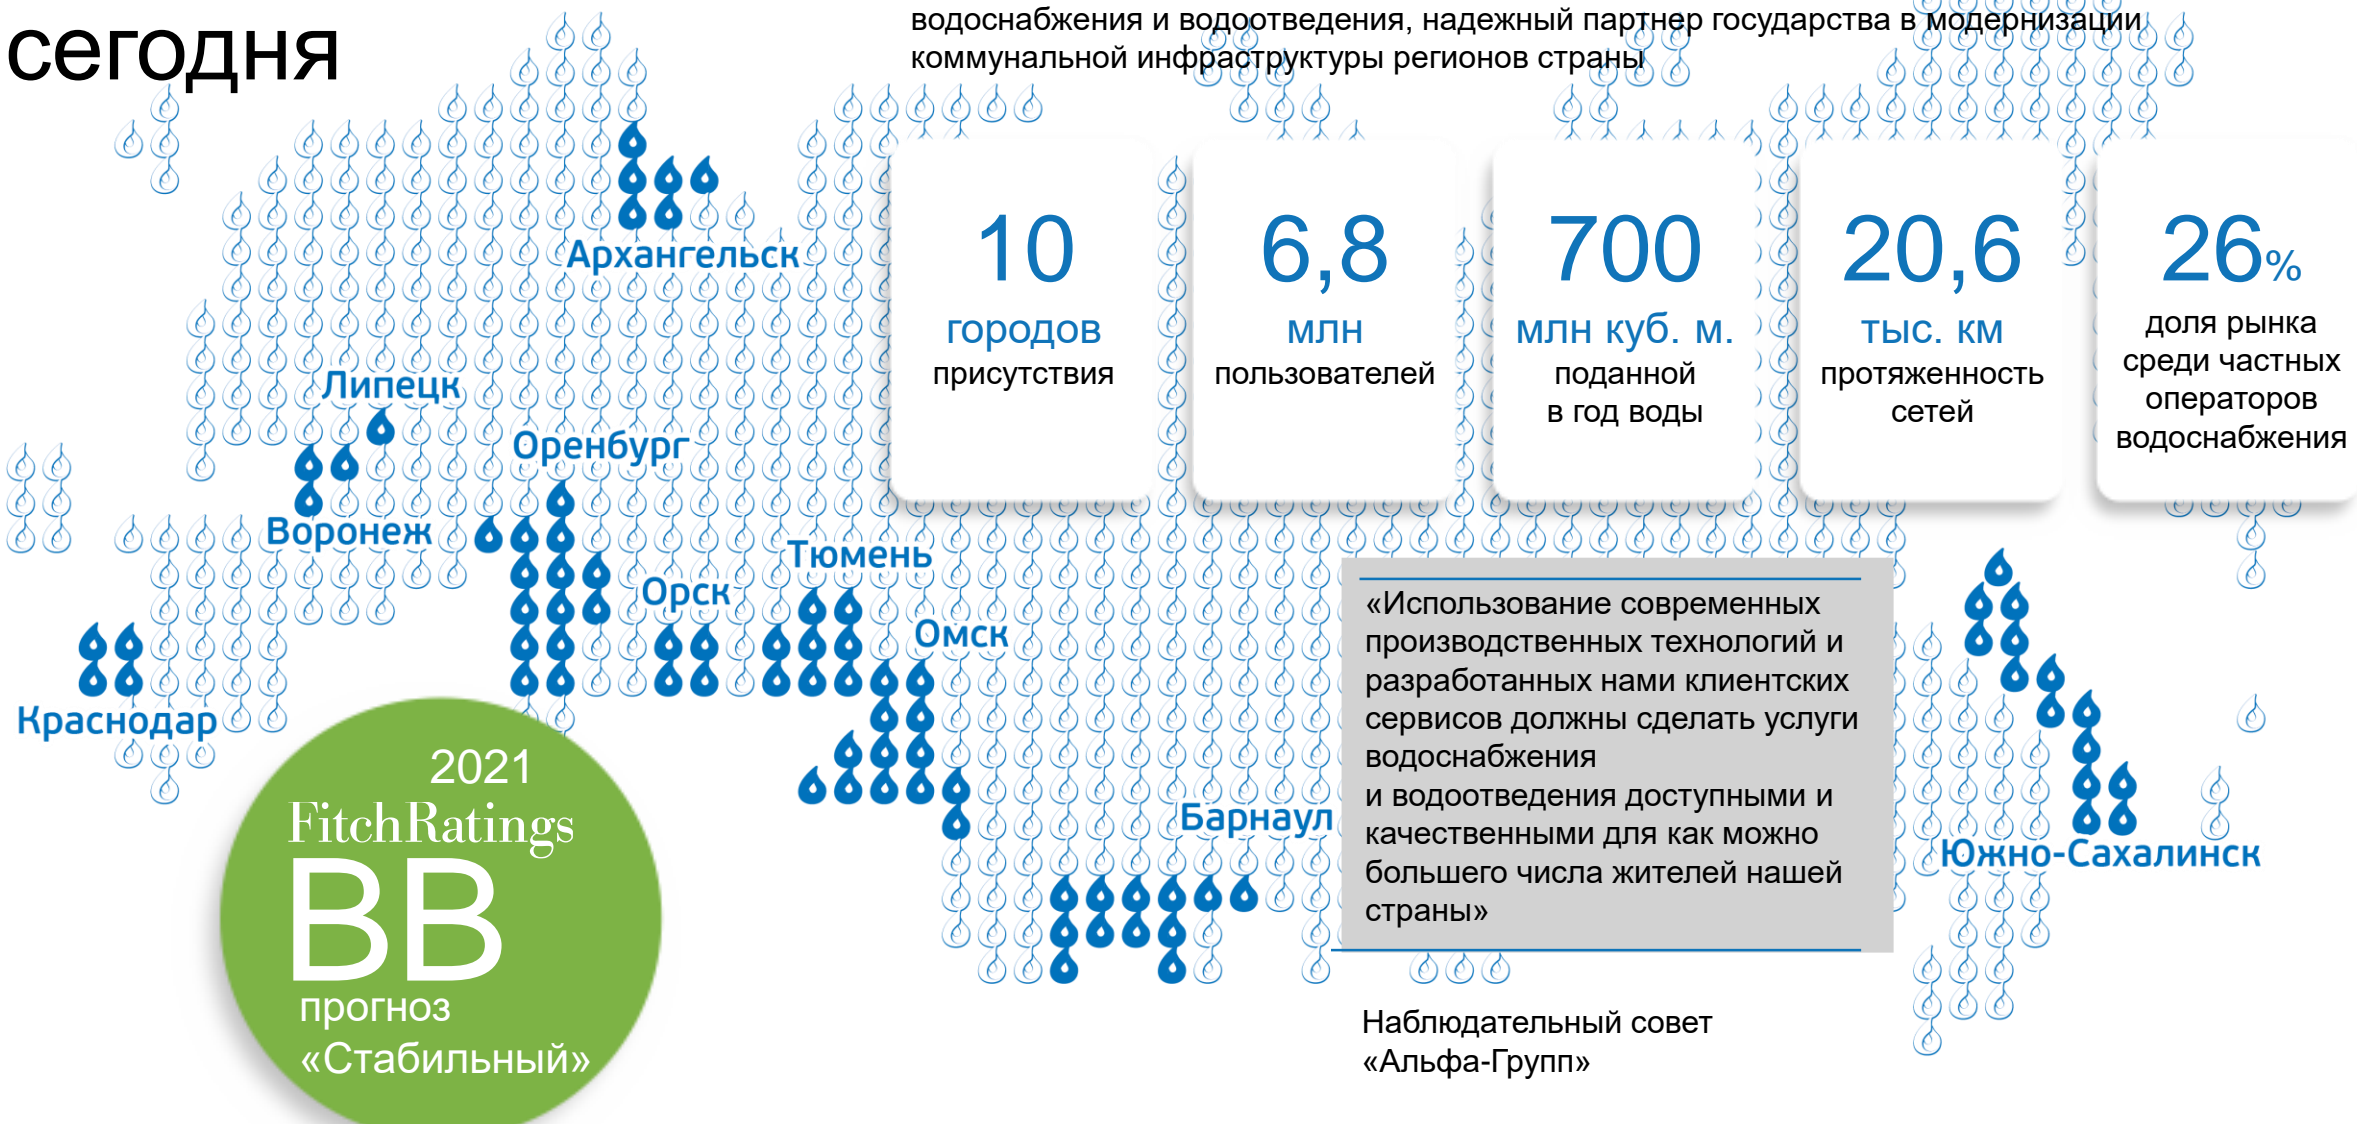 сегодня
водоснабжения и водоотведения, надежный партнер государства в модернизации
коммунальной инфраструктуры регионов страны
10
городов
присутствия
6,8
млн
пользователей
700
млн куб. м.
поданной
в год воды
20,6
тыс. км
протяженность
сетей
26%
доля рынка
среди частных
операторов
водоснабжения
Архангельск
Липецк
Оренбург
Воронеж
Тюмень
Орск
Омск
Краснодар
Барнаул
Южно-Сахалинск
2021
FitchRatings
BB
прогноз
«Стабильный»
«Использование современных
производственных технологий и
разработанных нами клиентских
сервисов должны сделать услуги
водоснабжения
и водоотведения доступными и
качественными для как можно
большего числа жителей нашей
страны»
Наблюдательный совет
«Альфа-Групп»